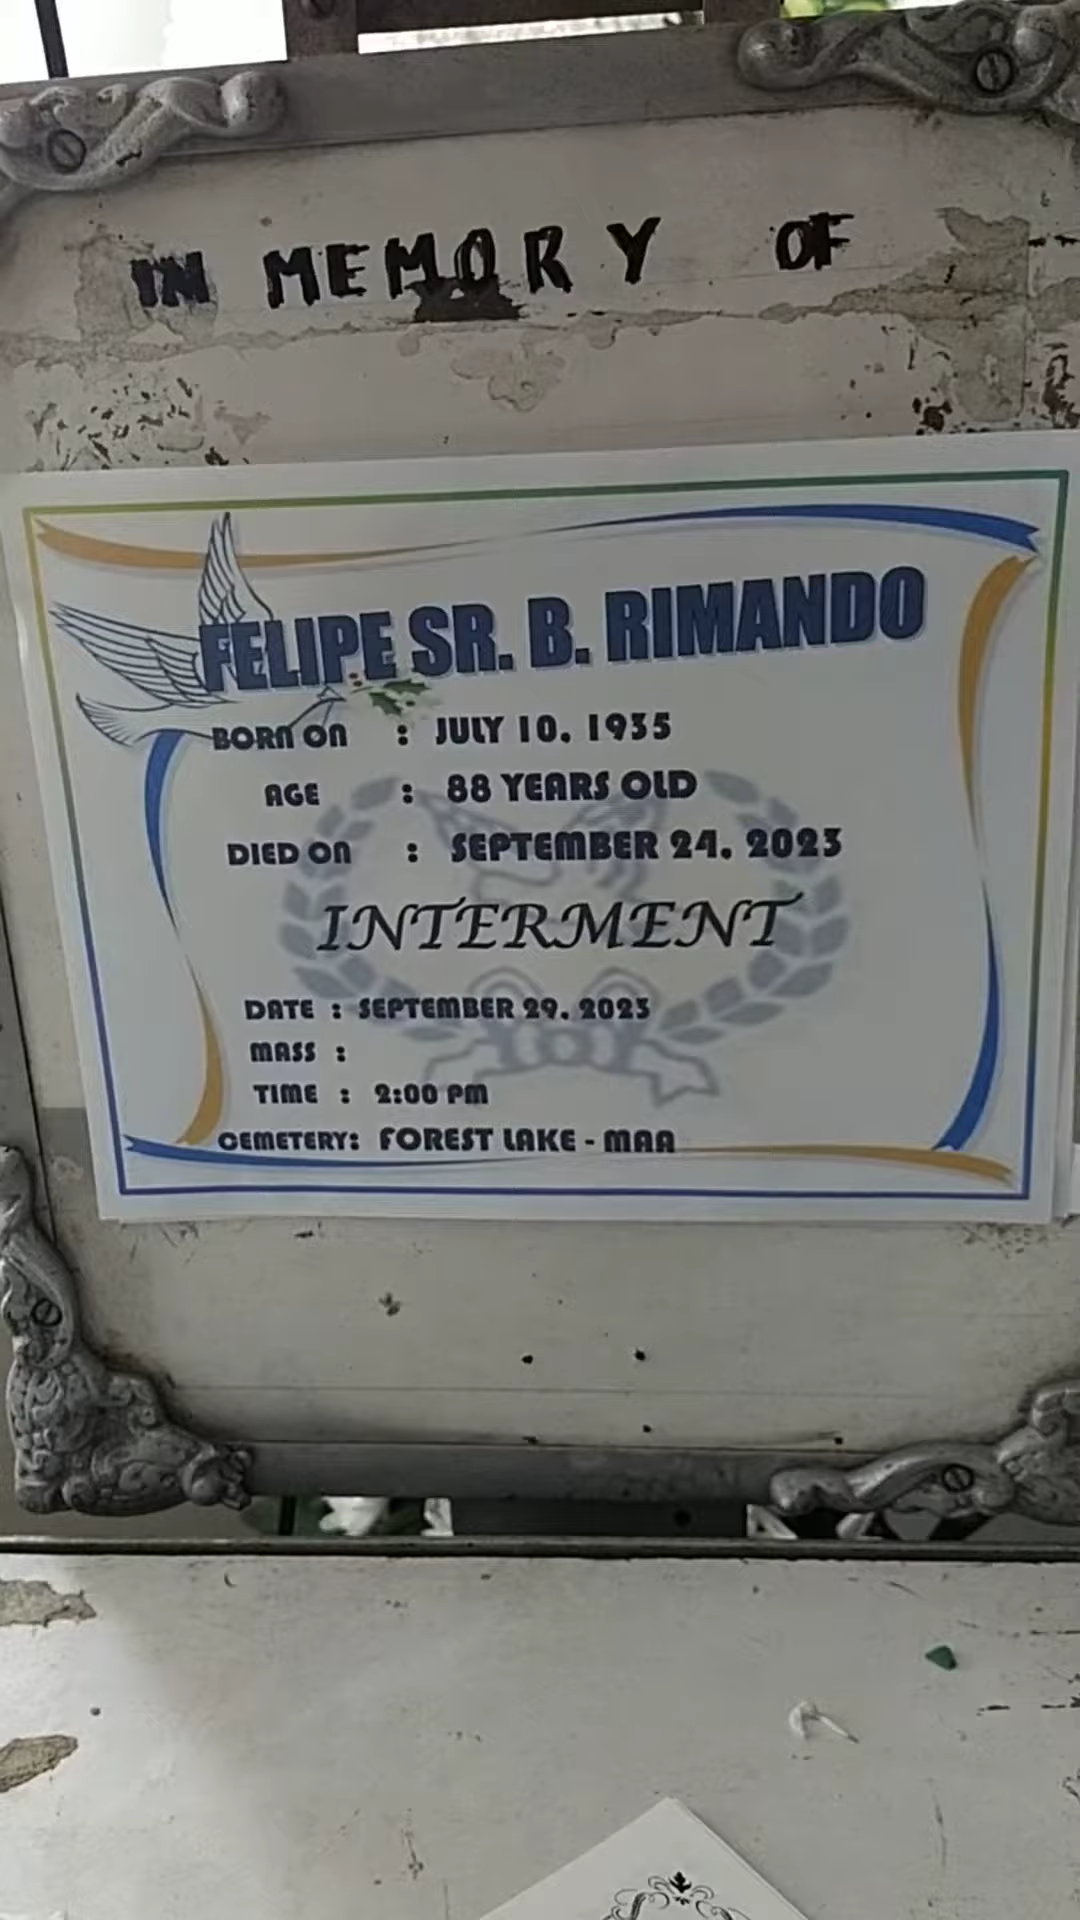 IN MEMORY OF
FELIPE SR. B. RIMANDO
BORN ON : JULY 10, 1935
AGE : 88 YEARS OLD
DIED ON : SEPTEMBER 24, 2023
INTERMENT
DATE : SEPTEMBER 29, 2023
MASS :
TIME : 2:00 PM
CEMETERY: FOREST LAKE - MAA